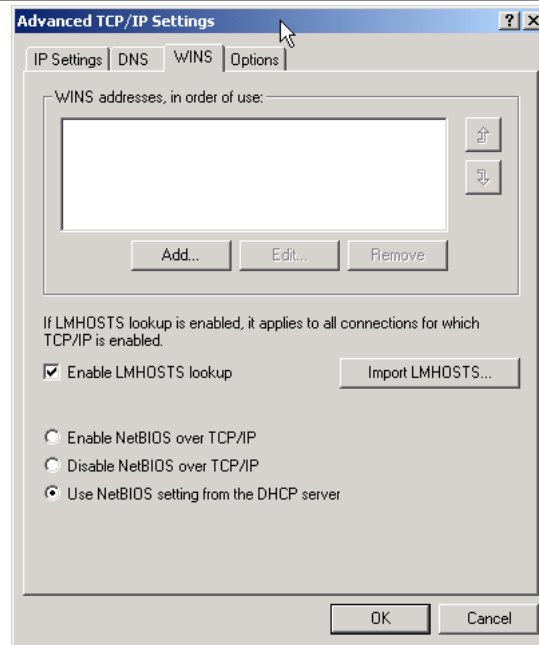 Advanced TCP/IP Settings
IP Settings DNS WINS Options
WINS addresses, in order of use:
Add... Edit... Remove
If LMHOSTS lookup is enabled, it applies to all connections for which
TCP/IP is enabled.
Enable LMHOSTS lookup Import LMHOSTS...
Enable NetBIOS over TCP/IP
Disable NetBIOS over TCP/IP
Use NetBIOS setting from the DHCP server
OK Cancel